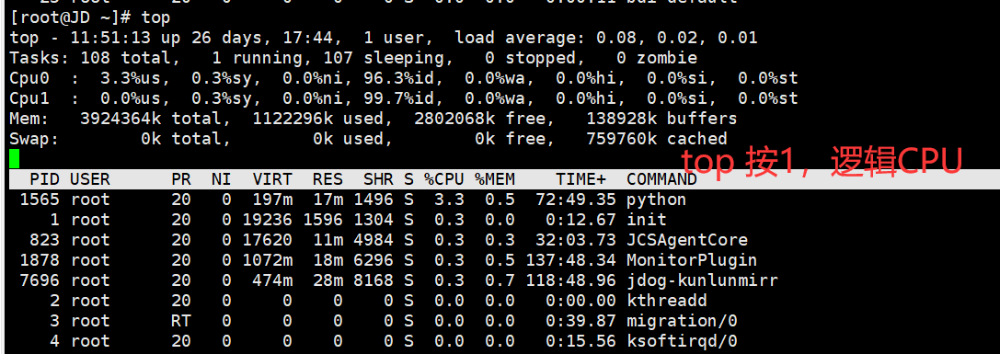 [root@JD ~]# top
top - 11:51:13 up 26 days, 17:44,  1 user,  load average: 0.08, 0.02, 0.01
Tasks: 108 total,   1 running, 107 sleeping,   0 stopped,   0 zombie
Cpu0  :  3.3%us,  0.3%sy,  0.0%ni, 96.3%id,  0.0%wa,  0.0%hi,  0.0%si,  0.0%st
Cpu1  :  0.0%us,  0.3%sy,  0.0%ni, 99.7%id,  0.0%wa,  0.0%hi,  0.0%si,  0.0%st
Mem:   3924364k total,  1122296k used,  2802068k free,   138928k buffers
Swap:        0k total,        0k used,        0k free,   759760k cached
top 按1，逻辑CPU
PID USER      PR  NI  VIRT  RES  SHR S %CPU %MEM    TIME+  COMMAND
1565 root      20   0  197m  17m 1496 S  3.3  0.5  72:49.35 python
1 root      20   0 19236 1596 1304 S  0.3  0.0   0:12.67 init
823 root      20   0 17620  11m 4984 S  0.3  0.3  32:03.73 JCSAgentCore
1878 root      20   0 1072m  18m 6296 S  0.3  0.5 137:48.34 MonitorPlugin
7696 root      20   0  474m  28m 8168 S  0.3  0.7 118:48.96 jdog-kunlunmirr
2 root      20   0     0    0    0 S  0.0  0.0   0:00.00 kthreadd
3 root      RT   0     0    0    0 S  0.0  0.0   0:39.87 migration/0
4 root      20   0     0    0    0 S  0.0  0.0   0:15.56 ksoftirqd/0